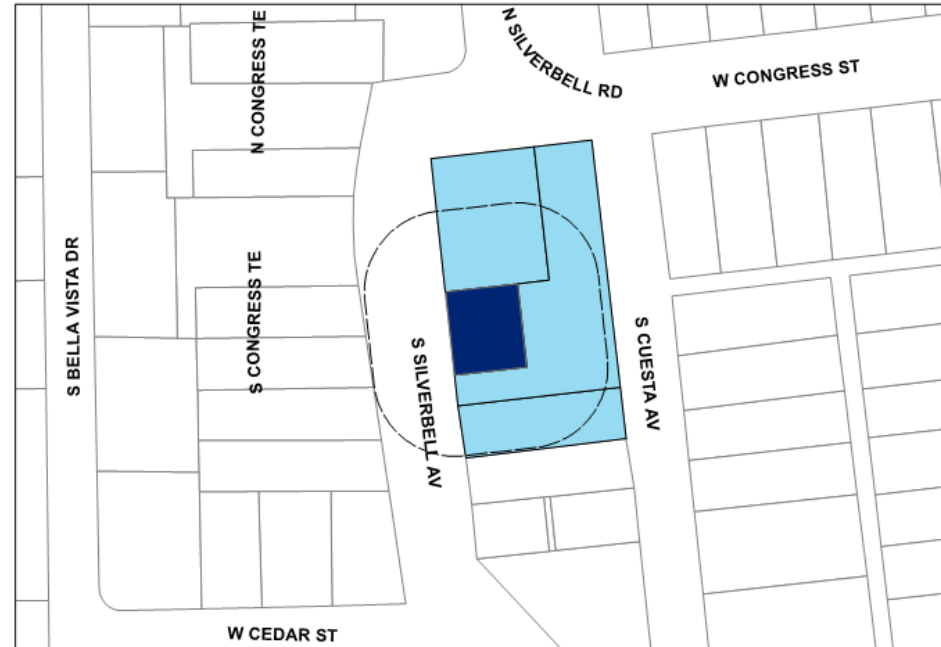 N CONGRESS TE
N SILVERBELL RD
W CONGRESS ST
S BELLA VISTA DR
S CONGRESS TE
S SILVERBELL AV
S CUESTA AV
W CEDAR ST